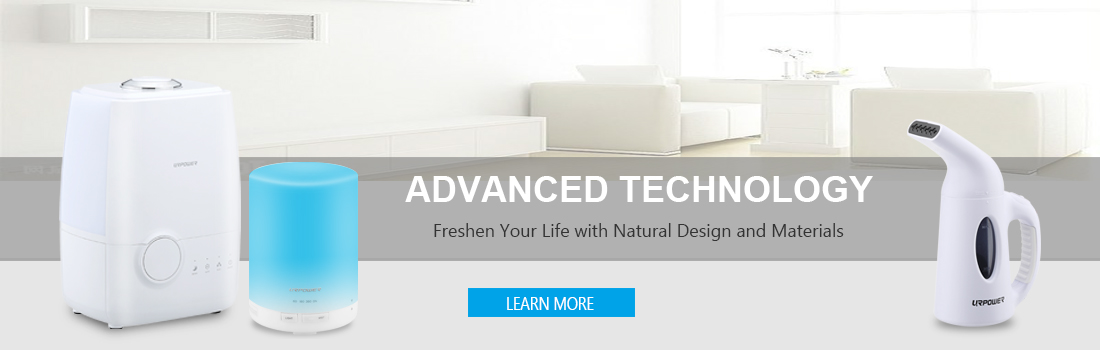 URPOWER
URPOWER
ADVANCED TECHNOLOGY
Freshen Your Life with Natural Design and Materials
LEARN MORE
URPOWER